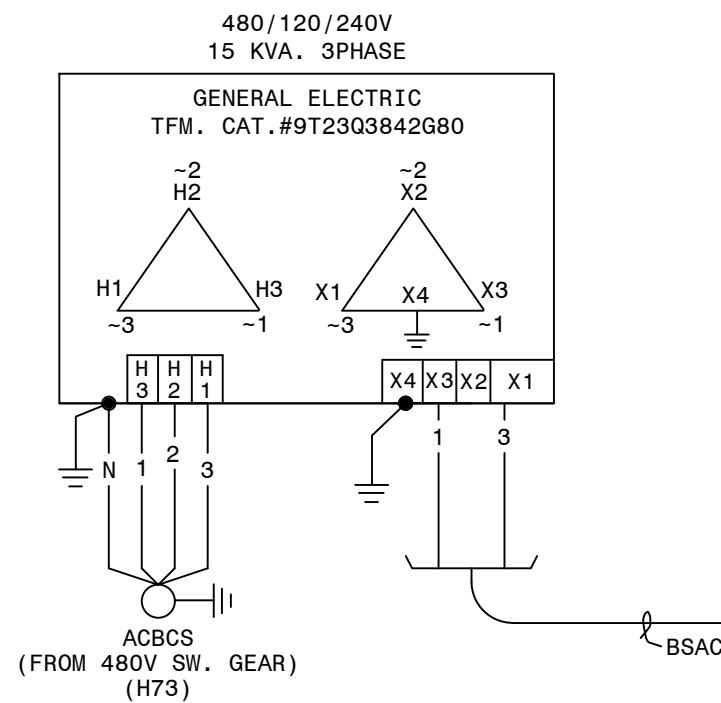 480/120/240V
15 KVA. 3PHASE
GENERAL ELECTRIC
TFM. CAT.#9T23Q3842G80
~2
H2
~2
X2
H1
H3
X1
X4
X3
~3
~1
~3
~1
H
3
H
2
H
1
X4
X3
X2
X1
N
1
2
3
1
3
ACBCS
(FROM 480V SW. GEAR)
(H73)
BSAC